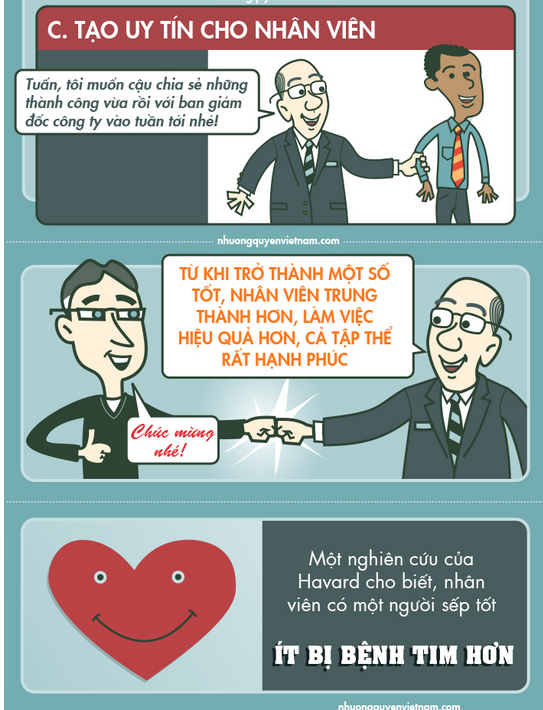 C. TẠO UY TÍN CHO NHÂN VIÊN
Tuấn, tôi muốn cậu chia sẻ những
thành công vừa rồi với ban giám
đốc công ty vào tuần tới nhé!
nhuongquyenvietnam.com
TỪ KHI TRỞ THÀNH MỘT SỐ
TỐT, NHÂN VIÊN TRUNG
THÀNH HƠN, LÀM VIỆC
HIỆU QUẢ HƠN, CẢ TẬP THỂ
RẤT HẠNH PHÚC
Chúc mừng
nhé!
Một nghiên cứu của
Havard cho biết, nhân
viên có một người sếp tốt
ÍT BỊ BỆNH TIM HƠN
nhuongquyenvietnam.com